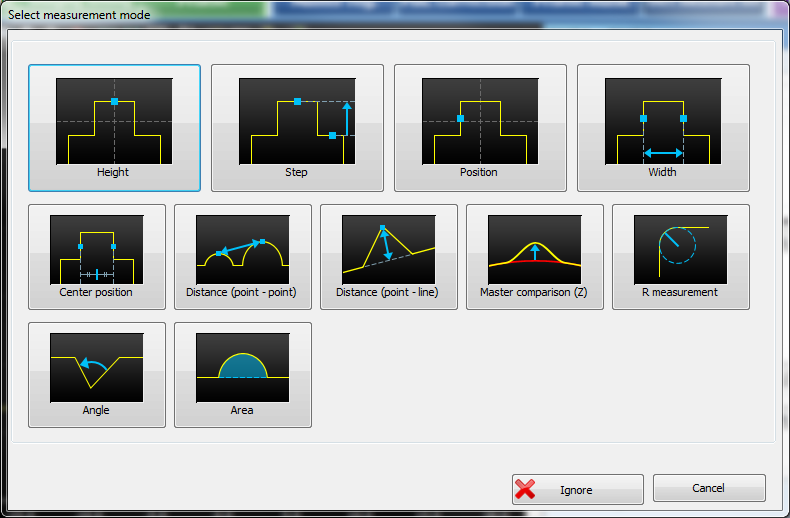 Select measurement mode
Height
Step
Position
Width
Center position
Distance (point - point)
Distance (point - line)
Master comparison (Z)
R measurement
Angle
Area
Ignore
Cancel